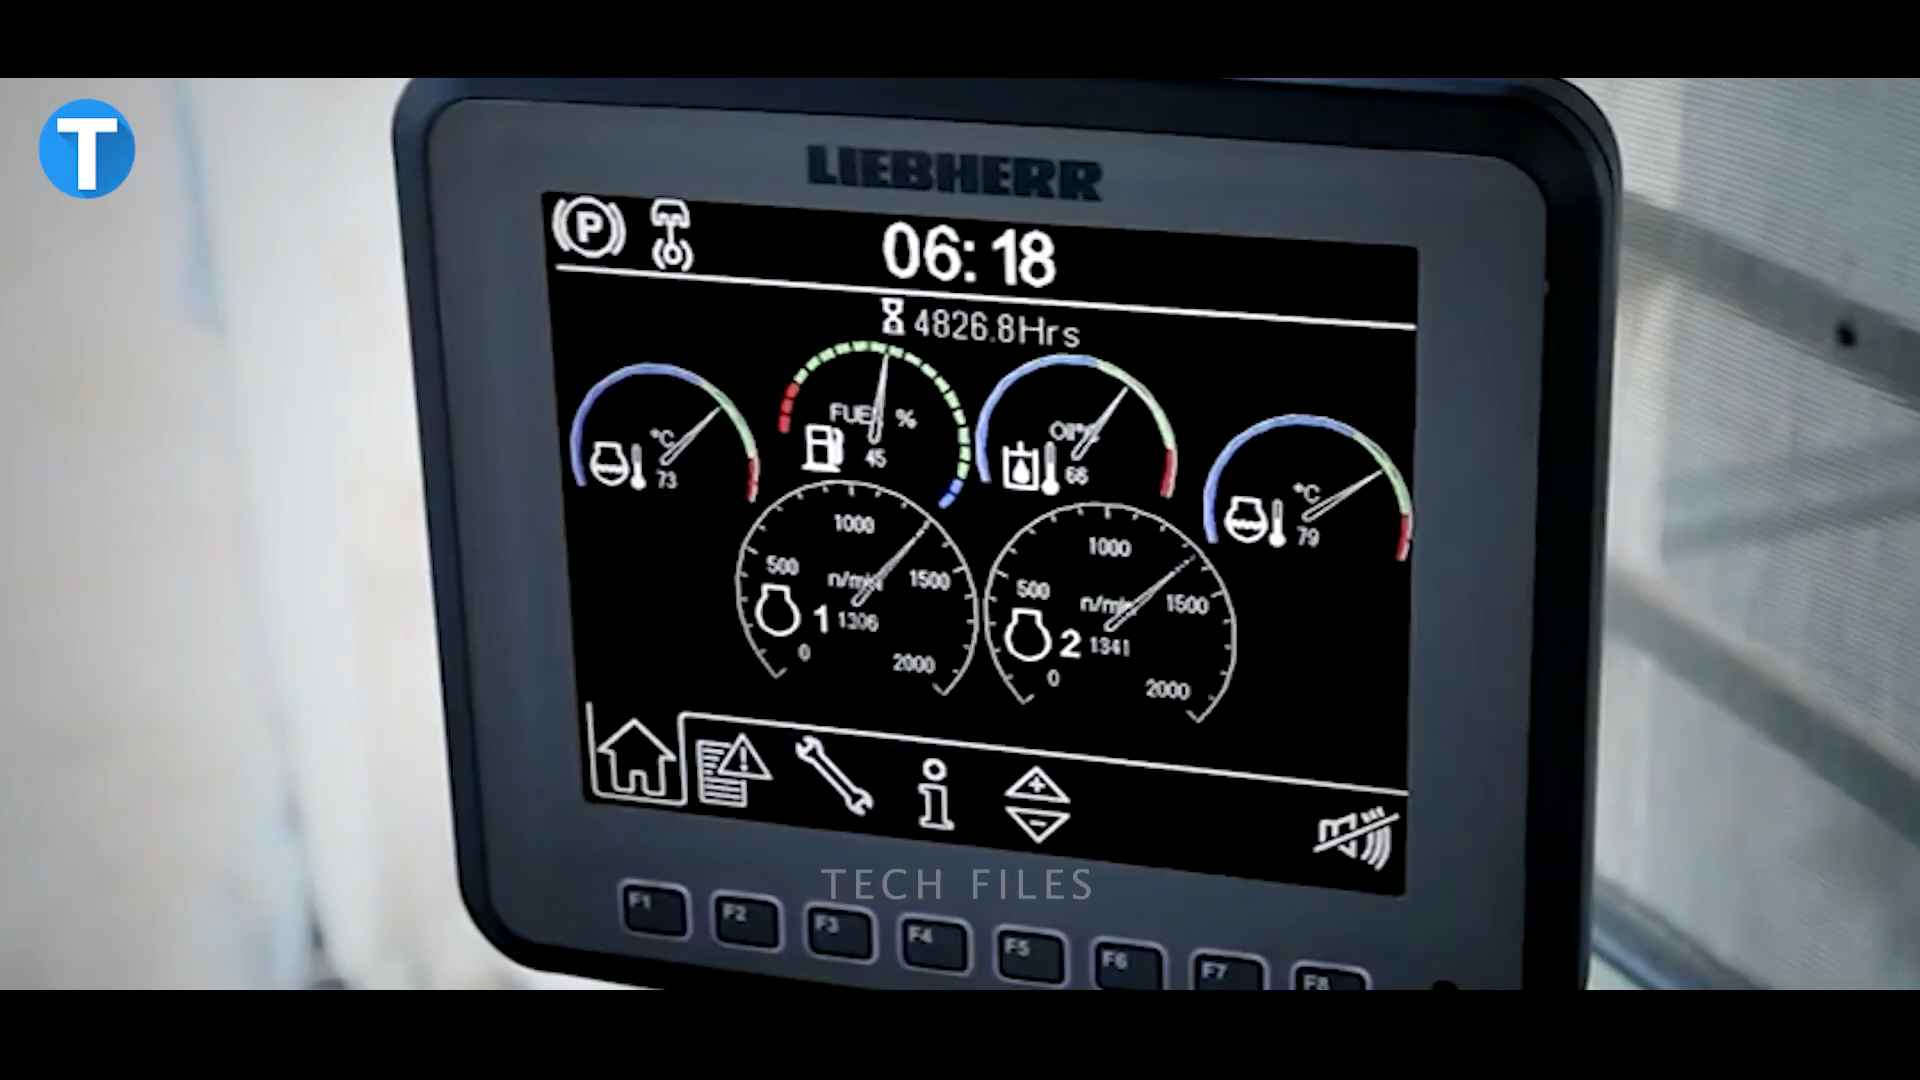 T
LIEBHERR
P
06:18
4826.8Hrs
°C
73
FUEL %
45
OIL°C
66
°C
79
0
500
1000
1500
2000
n/min
1 1306
0
500
1000
1500
2000
n/min
2 1341
TECH FILES
F1 F2 F3 F4 F5 F6 F7 F8